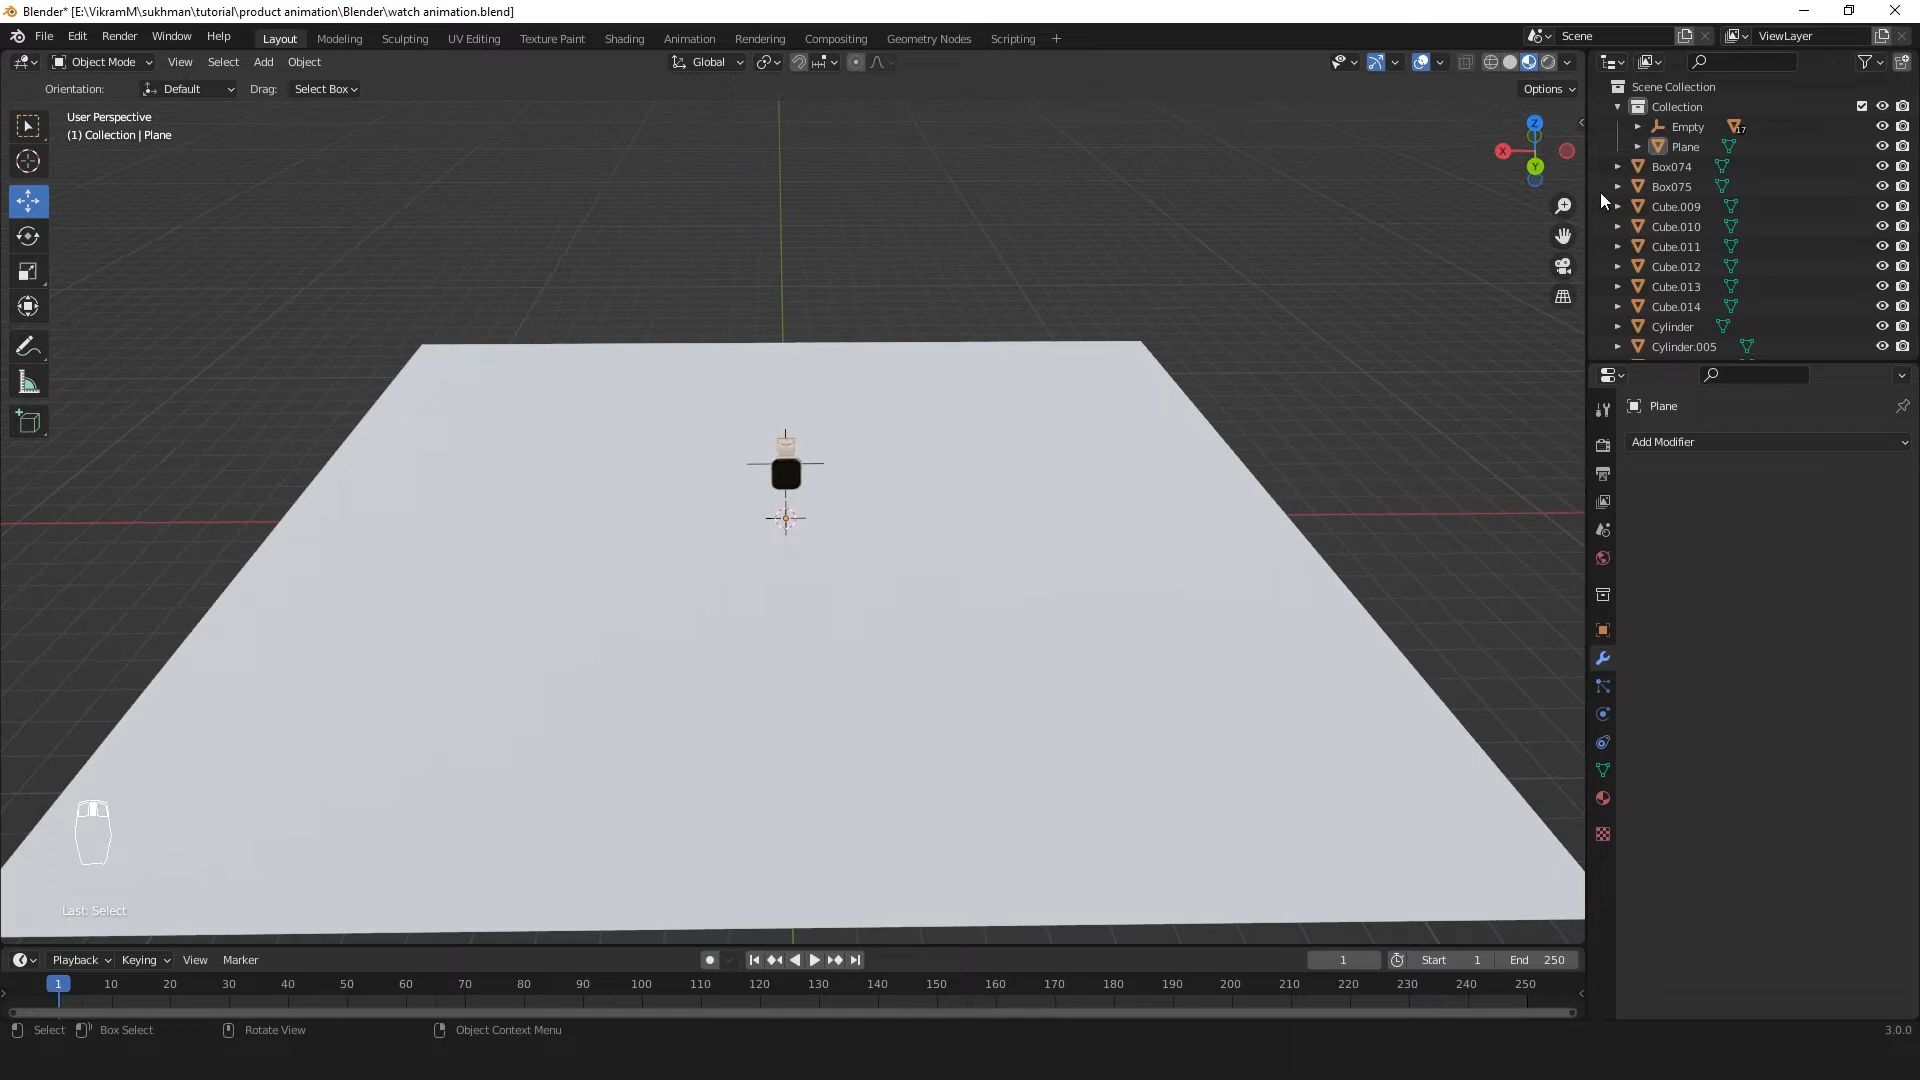 Blender* [E:\VikramM\sukhman\tutorial\product animation\Blender\watch animation.blend]
File Edit Render Window Help Layout Modeling Sculpting UV Editing Texture Paint Shading Animation Rendering Compositing Geometry Nodes Scripting + Scene ViewLayer
Object Mode View Select Add Object Global
Orientation: Default Drag: Select Box Options
User Perspective
(1) Collection | Plane
Z
X
Y
Scene Collection
Collection
Empty 17
Plane
Box074
Box075
Cube.009
Cube.010
Cube.011
Cube.012
Cube.013
Cube.014
Cylinder
Cylinder.005
Plane
Add Modifier
Last: Select
Playback Keying View Marker 1 Start 1 End 250
1 10 20 30 40 50 60 70 80 90 100 110 120 130 140 150 160 170 180 190 200 210 220 230 240 250
Select Box Select Rotate View Object Context Menu 3.0.0